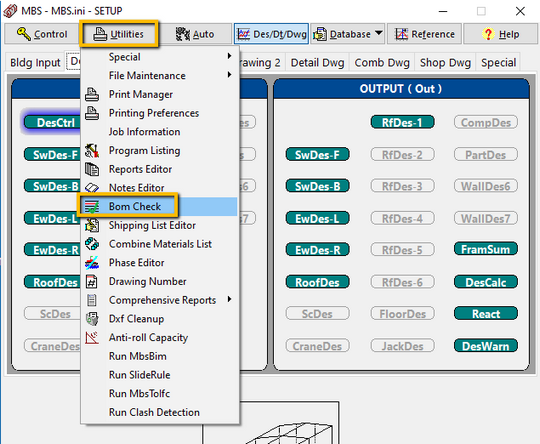 MBS - MBS.ini - SETUP
Control Utilities Auto Des/Dt/Dwg Database Reference Help
Bldg Input D rawing 2 Detail Dwg Comb Dwg Shop Dwg Special
Special
File Maintenance
Print Manager
Printing Preferences
Job Information
Program Listing
Reports Editor
Notes Editor
Bom Check
Shipping List Editor
Combine Materials List
Phase Editor
Drawing Number
Comprehensive Reports
Dxf Cleanup
Anti-roll Capacity
Run MbsBim
Run SlideRule
Run MbsToIfc
Run Clash Detection
DesCtrl es
SwDes-F
SwDes-B
EwDes-L
EwDes-R
RoofDes
ScDes
CraneDes
es6
es7
OUTPUT ( Out )
RfDes-1 CompDes
SwDes-F RfDes-2 PartDes
SwDes-B RfDes-3 WallDes6
EwDes-L RfDes-4 WallDes7
EwDes-R RfDes-5 FramSum
RoofDes RfDes-6 DesCalc
ScDes FloorDes React
CraneDes JackDes DesWarn